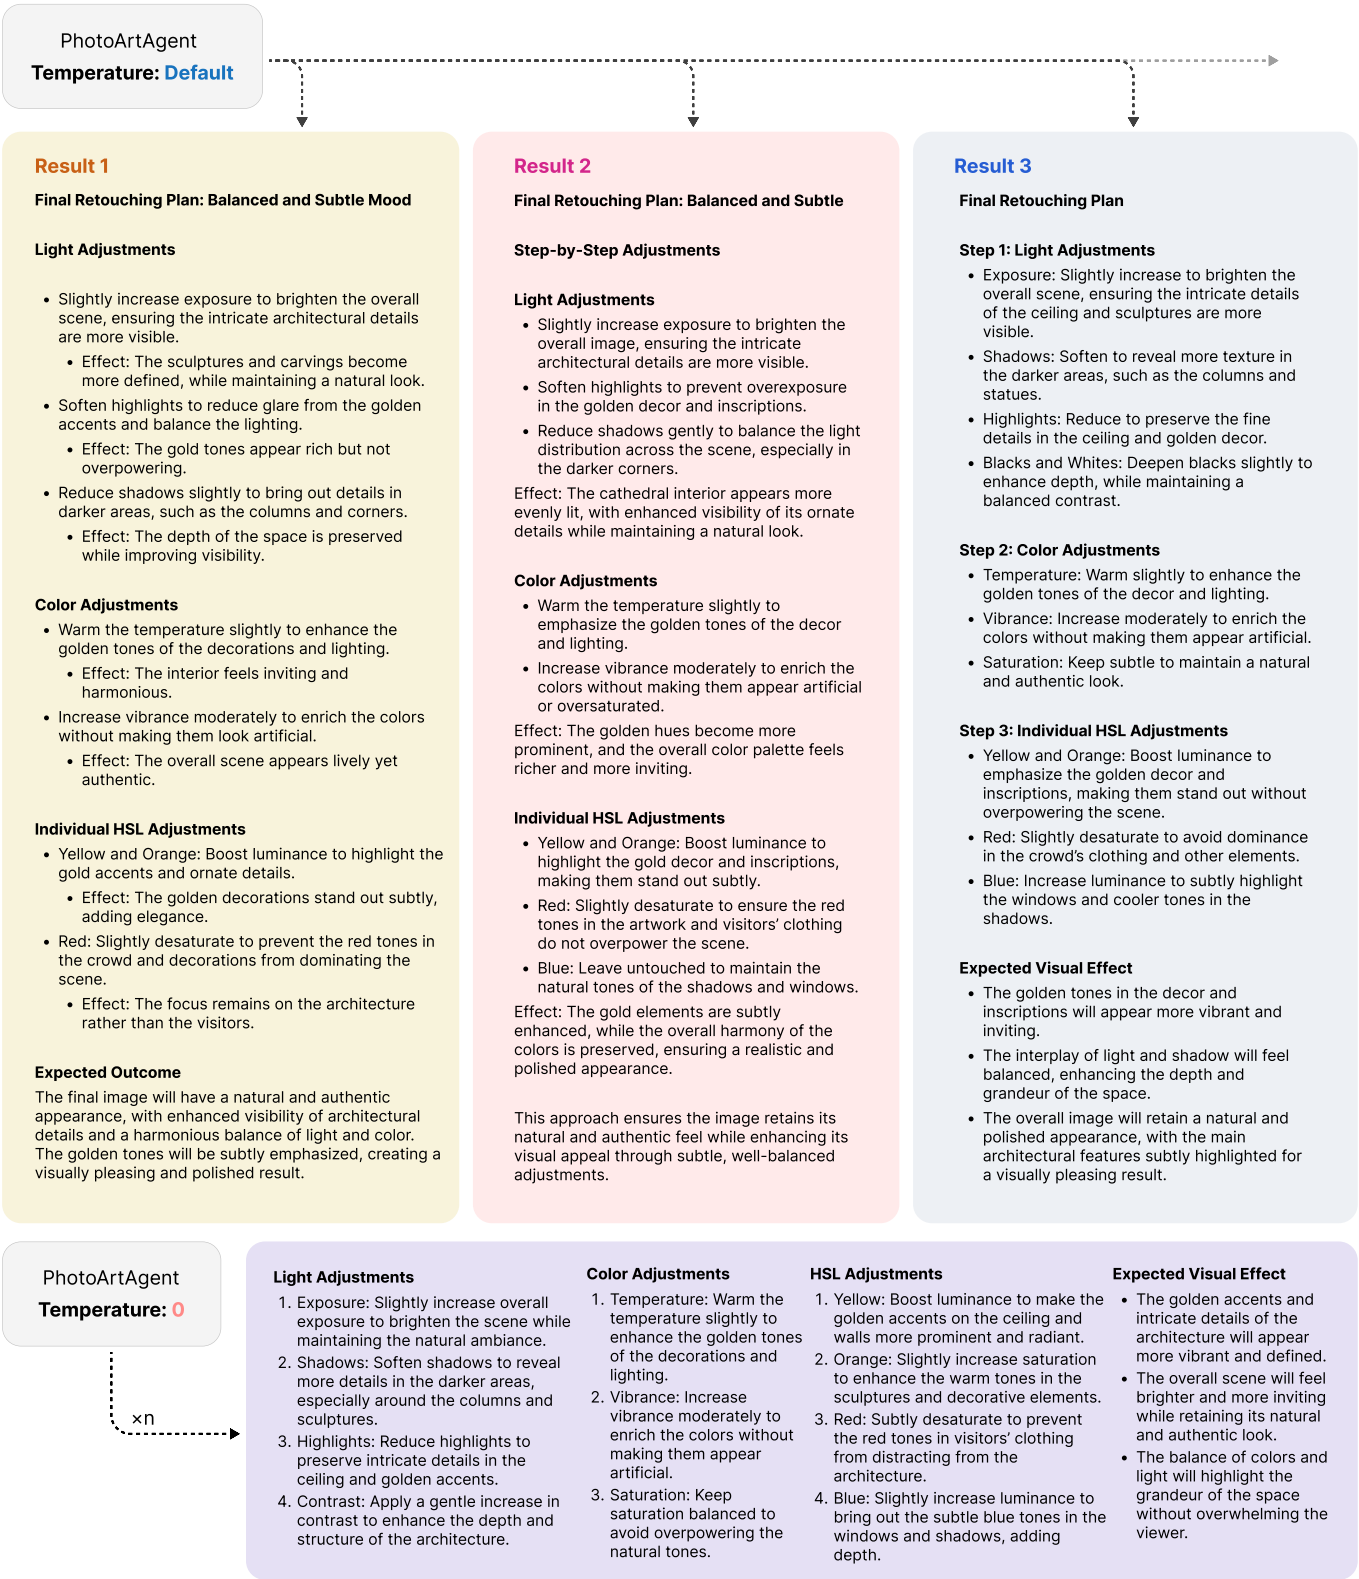 PhotoArtAgent
Temperature: Default
Result 1
Final Retouching Plan: Balanced and Subtle Mood
Light Adjustments
• Slightly increase exposure to brighten the overall
scene, ensuring the intricate architectural details
are more visible.
• Effect: The sculptures and carvings become
more defined, while maintaining a natural look.
• Soften highlights to reduce glare from the golden
accents and balance the lighting.
• Effect: The gold tones appear rich but not
overpowering.
• Reduce shadows slightly to bring out details in
darker areas, such as the columns and corners.
• Effect: The depth of the space is preserved
while improving visibility.
Color Adjustments
• Warm the temperature slightly to enhance the
golden tones of the decorations and lighting.
• Effect: The interior feels inviting and
harmonious.
• Increase vibrance moderately to enrich the colors
without making them look artificial.
• Effect: The overall scene appears lively yet
authentic.
Individual HSL Adjustments
• Yellow and Orange: Boost luminance to highlight the
gold accents and ornate details.
• Effect: The golden decorations stand out subtly,
adding elegance.
• Red: Slightly desaturate to prevent the red tones in
the crowd and decorations from dominating the
scene.
• Effect: The focus remains on the architecture
rather than the visitors.
Expected Outcome
The final image will have a natural and authentic
appearance, with enhanced visibility of architectural
details and a harmonious balance of light and color.
The golden tones will be subtly emphasized, creating a
visually pleasing and polished result.
Result 2
Final Retouching Plan: Balanced and Subtle
Step-by-Step Adjustments
Light Adjustments
• Slightly increase exposure to brighten the
overall image, ensuring the intricate
architectural details are more visible.
• Soften highlights to prevent overexposure
in the golden decor and inscriptions.
• Reduce shadows gently to balance the light
distribution across the scene, especially in
the darker corners.
Effect: The cathedral interior appears more
evenly lit, with enhanced visibility of its ornate
details while maintaining a natural look.
Color Adjustments
• Warm the temperature slightly to
emphasize the golden tones of the decor
and lighting.
• Increase vibrance moderately to enrich the
colors without making them appear artificial
or oversaturated.
Effect: The golden hues become more
prominent, and the overall color palette feels
richer and more inviting.
Individual HSL Adjustments
• Yellow and Orange: Boost luminance to
highlight the gold decor and inscriptions,
making them stand out subtly.
• Red: Slightly desaturate to ensure the red
tones in the artwork and visitors’ clothing
do not overpower the scene.
• Blue: Leave untouched to maintain the
natural tones of the shadows and windows.
Effect: The gold elements are subtly
enhanced, while the overall harmony of the
colors is preserved, ensuring a realistic and
polished appearance.
This approach ensures the image retains its
natural and authentic feel while enhancing its
visual appeal through subtle, well-balanced
adjustments.
Result 3
Final Retouching Plan
Step 1: Light Adjustments
• Exposure: Slightly increase to brighten the
overall scene, ensuring the intricate details
of the ceiling and sculptures are more
visible.
• Shadows: Soften to reveal more texture in
the darker areas, such as the columns and
statues.
• Highlights: Reduce to preserve the fine
details in the ceiling and golden decor.
• Blacks and Whites: Deepen blacks slightly to
enhance depth, while maintaining a
balanced contrast.
Step 2: Color Adjustments
• Temperature: Warm slightly to enhance the
golden tones of the decor and lighting.
• Vibrance: Increase moderately to enrich the
colors without making them appear artificial.
• Saturation: Keep subtle to maintain a natural
and authentic look.
Step 3: Individual HSL Adjustments
• Yellow and Orange: Boost luminance to
emphasize the golden decor and
inscriptions, making them stand out without
overpowering the scene.
• Red: Slightly desaturate to avoid dominance
in the crowd’s clothing and other elements.
• Blue: Increase luminance to subtly highlight
the windows and cooler tones in the
shadows.
Expected Visual Effect
• The golden tones in the decor and
inscriptions will appear more vibrant and
inviting.
• The interplay of light and shadow will feel
balanced, enhancing the depth and
grandeur of the space.
• The overall image will retain a natural and
polished appearance, with the main
architectural features subtly highlighted for
a visually pleasing result.
PhotoArtAgent
Temperature: 0
×n
Light Adjustments
1. Exposure: Slightly increase overall
exposure to brighten the scene while
maintaining the natural ambiance.
2. Shadows: Soften shadows to reveal
more details in the darker areas,
especially around the columns and
sculptures.
3. Highlights: Reduce highlights to
preserve intricate details in the
ceiling and golden accents.
4. Contrast: Apply a gentle increase in
contrast to enhance the depth and
structure of the architecture.
Color Adjustments
1. Temperature: Warm the
temperature slightly to
enhance the golden tones
of the decorations and
lighting.
2. Vibrance: Increase
vibrance moderately to
enrich the colors without
making them appear
artificial.
3. Saturation: Keep
saturation balanced to
avoid overpowering the
natural tones.
HSL Adjustments
1. Yellow: Boost luminance to make the
golden accents on the ceiling and
walls more prominent and radiant.
2. Orange: Slightly increase saturation
to enhance the warm tones in the
sculptures and decorative elements.
3. Red: Subtly desaturate to prevent
the red tones in visitors’ clothing
from distracting from the
architecture.
4. Blue: Slightly increase luminance to
bring out the subtle blue tones in the
windows and shadows, adding
depth.
Expected Visual Effect
• The golden accents and
intricate details of the
architecture will appear
more vibrant and defined.
• The overall scene will feel
brighter and more inviting
while retaining its natural
and authentic look.
• The balance of colors and
light will highlight the
grandeur of the space
without overwhelming the
viewer.